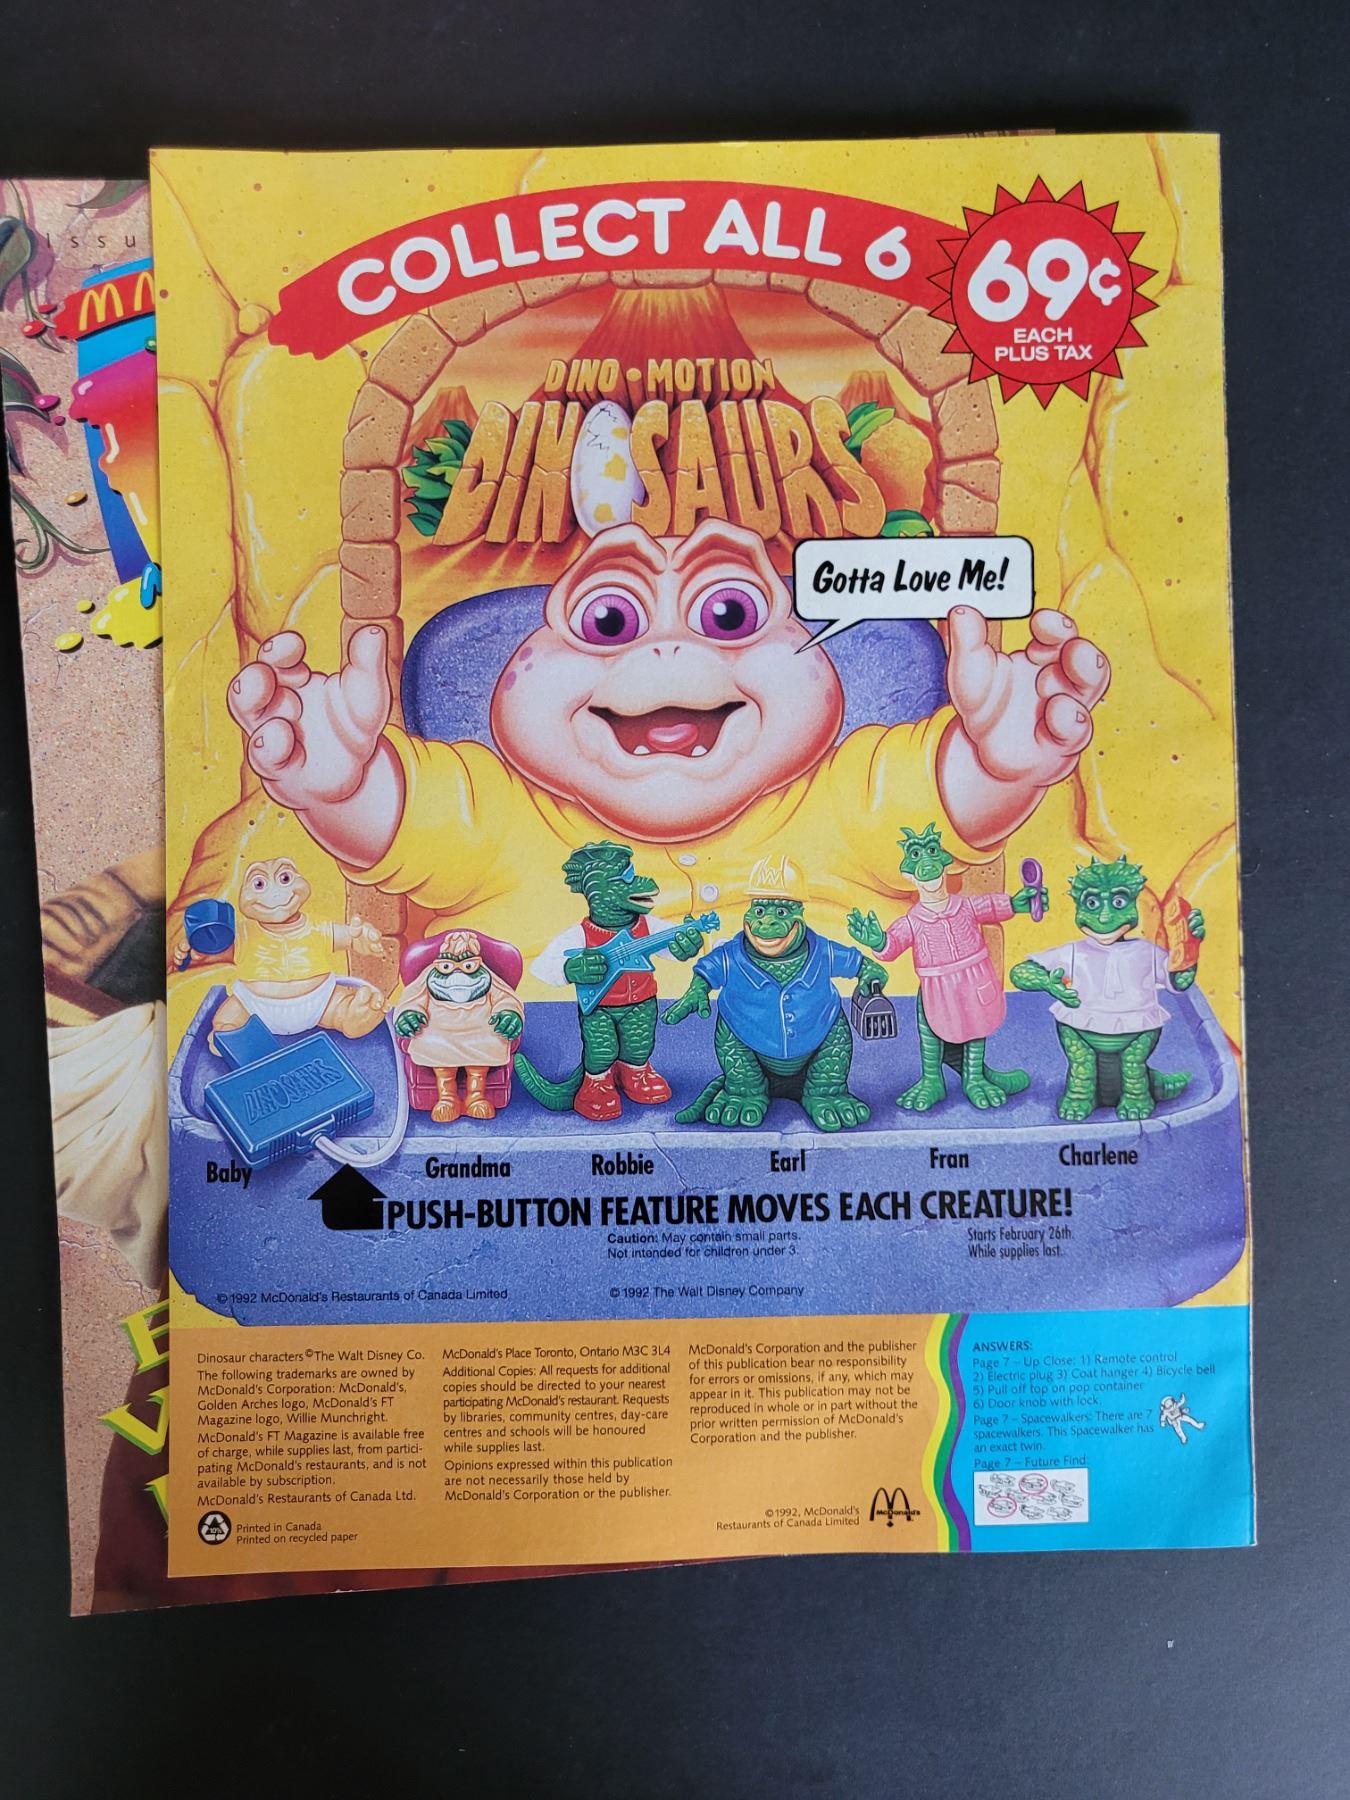 issu
COLLECT ALL 6
69¢
EACH
PLUS TAX
DINO • MOTION
DINOSAURS
Gotta Love Me!
DINOSAURS
Baby
Grandma
Robbie
Earl
Fran
Charlene
PUSH-BUTTON FEATURE MOVES EACH CREATURE!
Caution: May contain small parts.
Not intended for children under 3.
Starts February 26th.
While supplies last.
©1992 McDonald's Restaurants of Canada Limited
©1992 The Walt Disney Company
Dinosaur characters ©The Walt Disney Co.
The following trademarks are owned by
McDonald's Corporation: McDonald's,
Golden Arches logo, McDonald's FT
Magazine logo, Willie Munchright.
McDonald's FT Magazine is available free
of charge, while supplies last, from partici-
pating McDonald's restaurants, and is not
available by subscription.
McDonald's Restaurants of Canada Ltd.
10%
Printed in Canada
Printed on recycled paper
McDonald's Place Toronto, Ontario M3C 3L4
Additional Copies: All requests for additional
copies should be directed to your nearest
participating McDonald's restaurant. Requests
by libraries, community centres, day-care
centres and schools will be honoured
while supplies last.
Opinions expressed within this publication
are not necessarily those held by
McDonald's Corporation or the publisher.
McDonald's Corporation and the publisher
of this publication bear no responsibility
for errors or omissions, if any, which may
appear in it. This publication may not be
reproduced in whole or in part without the
prior written permission of McDonald's
Corporation and the publisher.
©1992, McDonald's
Restaurants of Canada Limited
McDonald's
ANSWERS:
Page 7 – Up Close: 1) Remote control
2) Electric plug 3) Coat hanger 4) Bicycle bell
5) Pull off top on pop container
6) Door knob with lock.
Page 7 – Spacewalkers: There are 7
spacewalkers. This Spacewalker has
an exact twin.
Page 7 – Future Find: